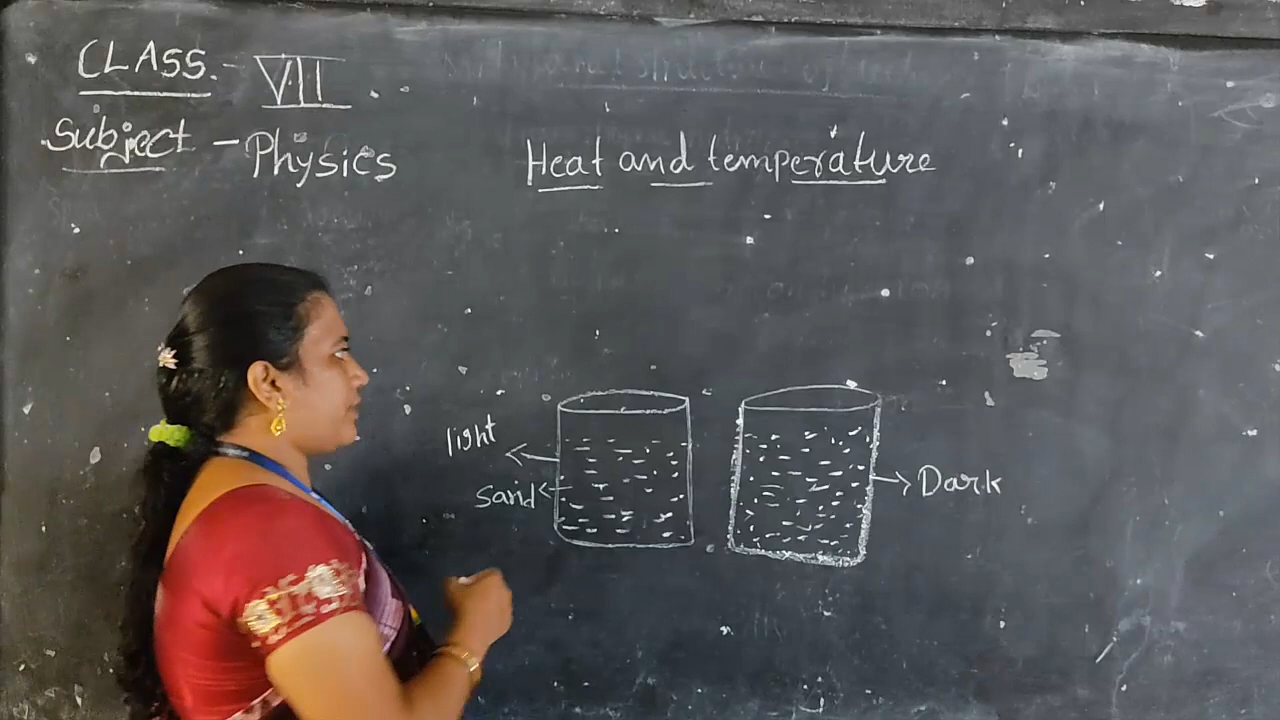 CLASS. - VII
Subject - Physics
Heat and temperature
light
sand
Dark